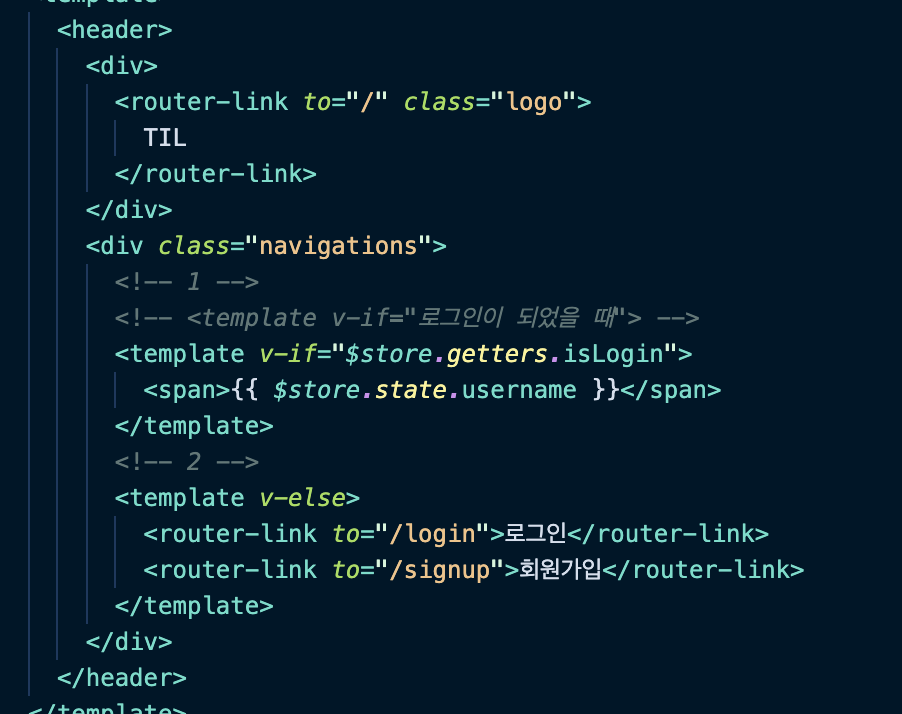 <template>
<header>
<div>
<router-link to="/" class="logo">
TIL
</router-link>
</div>
<div class="navigations">
<!-- 1 -->
<!-- <template v-if="로그인이 되었을 때"> -->
<template v-if="$store.getters.isLogin">
<span>{{ $store.state.username }}</span>
</template>
<!-- 2 -->
<template v-else>
<router-link to="/login">로그인</router-link>
<router-link to="/signup">회원가입</router-link>
</template>
</div>
</header>
</template>